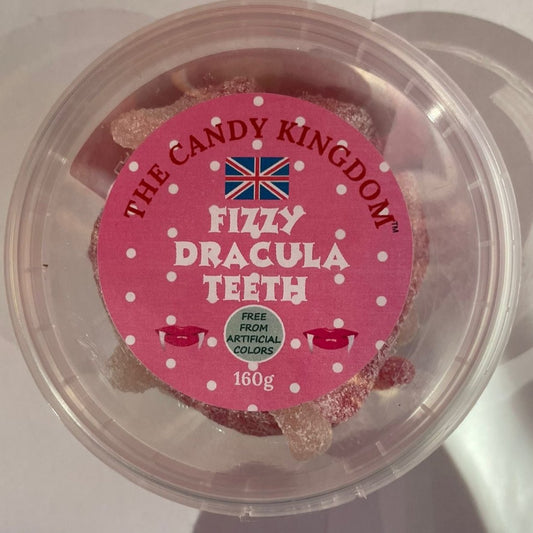 THE CANDY KINGDOM™
FIZZY
DRACULA
TEETH
FREE
FROM
ARTIFICIAL
COLORS
160g